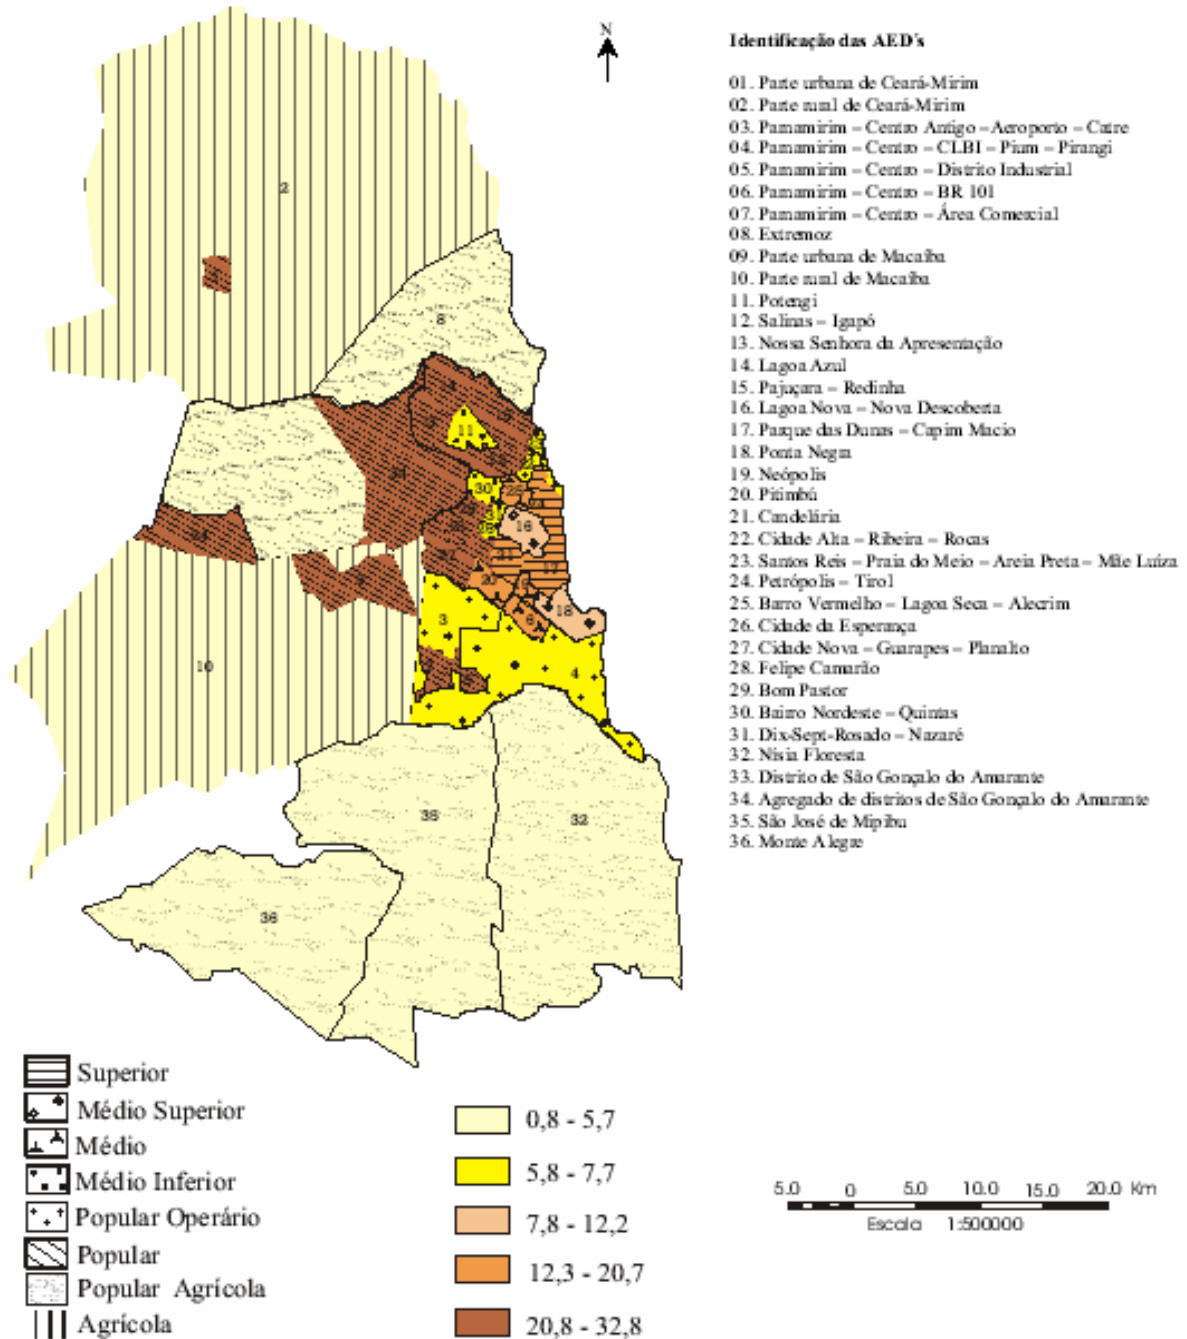 N
Identificação das AED's
01. Parte urbana de Ceará-Mirim
02. Parte rural de Ceará-Mirim
03. Parnamirim – Centro Antigo – Aeroporto – Catre
04. Parnamirim – Centro – CLBI – Pium – Pirangi
05. Parnamirim – Centro – Distrito Industrial
06. Parnamirim – Centro – BR 101
07. Parnamirim – Centro – Área Comercial
08. Extremoz
09. Parte urbana de Macaíba
10. Parte rural de Macaíba
11. Potengi
12. Salinas – Igapó
13. Nossa Senhora da Apresentação
14. Lagoa Azul
15. Pajuçara – Redinha
16. Lagoa Nova – Nova Descoberta
17. Parque das Dunas – Capim Macio
18. Ponta Negra
19. Neópolis
20. Pitimbú
21. Candelária
22. Cidade Alta – Ribeira – Rocas
23. Santos Reis – Praia do Meio – Areia Preta – Mãe Luíza
24. Petrópolis – Tirol
25. Barro Vermelho – Lagoa Seca – Alecrim
26. Cidade da Esperança
27. Cidade Nova – Guarapes – Planalto
28. Felipe Camarão
29. Bom Pastor
30. Bairro Nordeste – Quintas
31. Dix-Sept-Rosado – Nazaré
32. Nísia Floresta
33. Distrito de São Gonçalo do Amarante
34. Agregado de distritos de São Gonçalo do Amarante
35. São José de Mipibu
36. Monte Alegre
2
8
11
30
16
17
20
18
3
6
4
10
35
32
36
Superior
Médio Superior
Médio
Médio Inferior
Popular Operário
Popular
Popular Agrícola
Agrícola
0,8 - 5,7
5,8 - 7,7
7,8 - 12,2
12,3 - 20,7
20,8 - 32,8
5.0 0 5.0 10.0 15.0 20.0 Km
Escala 1:500000